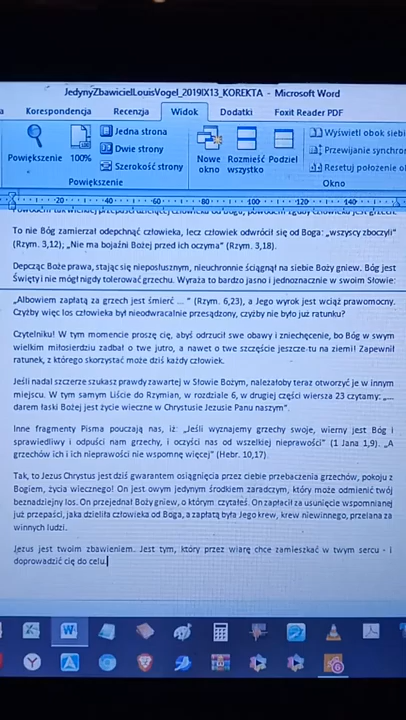 JedynyZbawicielLouisVogel_2019IX13_KOREKTA - Microsoft Word
a Korespondencja Recenzja Widok Dodatki Foxit Reader PDF
Powiększenie
100%
Jedna strona
Dwie strony
Szerokość strony
Powiększenie
Nowe okno
Rozmieść wszystko
Podziel
Wyświetl obok siebi
Przewijanie synchron
Resetuj położenie o
Okno
20 40 60 80 100 120 140
To nie Bóg zamierzał odepchnąć człowieka, lecz człowiek odwrócił się od Boga: „wszyscy zboczyli”
(Rzym. 3,12); „Nie ma bojaźni Bożej przed ich oczyma” (Rzym. 3,18).
Depcząc Boże prawa, stając się nieposłusznym, nieuchronnie ściągnął na siebie Boży gniew. Bóg jest
Święty i nie mógł nigdy tolerować grzechu. Wyraża to bardzo jasno i jednoznacznie w swoim Słowie:
„Albowiem zapłatą za grzech jest śmierć ... ” (Rzym. 6,23), a Jego wyrok jest wciąż prawomocny.
Czyżby więc los człowieka był nieodwracalnie przesądzony, czyżby nie było już ratunku?
Czytelniku! W tym momencie proszę cię, abyś odrzucił swe obawy i zniechęcenie, bo Bóg w swym
wielkim miłosierdziu zadbał o twe jutro, a nawet o twe szczęście jeszcze tu na ziemi! Zapewnił
ratunek, z którego skorzystać może dziś każdy człowiek.
Jeśli nadal szczerze szukasz prawdy zawartej w Słowie Bożym, należałoby teraz otworzyć je w innym
miejscu. W tym samym Liście do Rzymian, w rozdziale 6, w drugiej części wiersza 23 czytamy: „...
darem łaski Bożej jest życie wieczne w Chrystusie Jezusie Panu naszym”.
Inne fragmenty Pisma pouczają nas, iż: „Jeśli wyznajemy grzechy swoje, wierny jest Bóg i
sprawiedliwy i odpuści nam grzechy, i oczyści nas od wszelkiej nieprawości” (1 Jana 1,9). „A
grzechów ich i ich nieprawości nie wspomnę więcej” (Hebr. 10,17).
Tak, to Jezus Chrystus jest dziś gwarantem osiągnięcia przez ciebie przebaczenia grzechów, pokoju z
Bogiem, życia wiecznego! On jest owym jedynym środkiem zaradczym, który może odmienić twój
beznadziejny los. On przejednał Boży gniew, o którym czytałeś. On zapłacił za usunięcie wspomnianej
już przepaści, jaka dzieliła człowieka od Boga, a zapłatą była Jego krew, krew niewinnego, przelana za
winnych ludzi.
Jezus jest twoim zbawieniem. Jest tym, który przez wiarę chce zamieszkać w twym sercu - i
doprowadzić cię do celu.